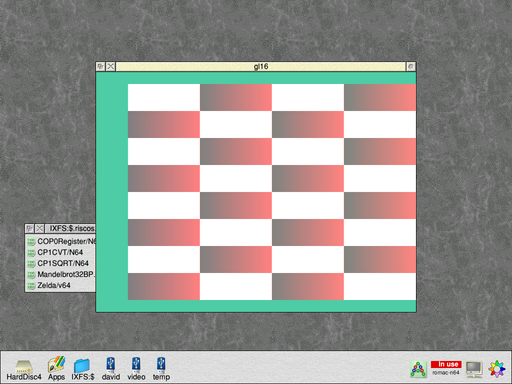 gl16
IXFS:$.riscos.
COP0Register/N6
CP1CVT/N64
CP1SQRT/N64
Mandelbrot32BP.
Zelda/v64
HardDisc4
Apps
IXFS:$
david
video
temp
In use
romac-n64